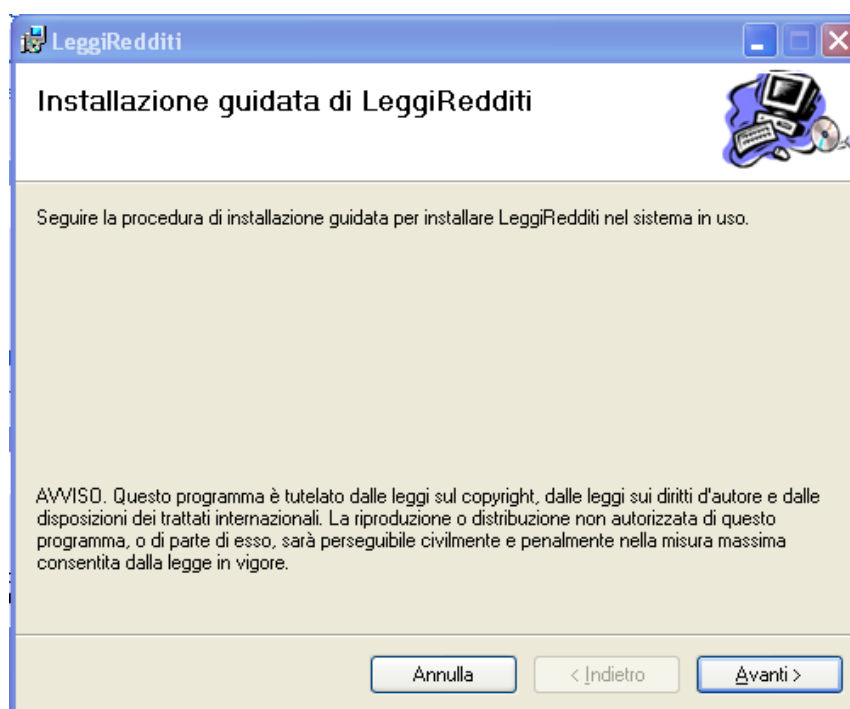 LeggiRedditi
Installazione guidata di LeggiRedditi
Seguire la procedura di installazione guidata per installare LeggiRedditi nel sistema in uso.
AVVISO. Questo programma è tutelato dalle leggi sul copyright, dalle leggi sui diritti d'autore e dalle
disposizioni dei trattati internazionali. La riproduzione o distribuzione non autorizzata di questo
programma, o di parte di esso, sarà perseguibile civilmente e penalmente nella misura massima
consentita dalla legge in vigore.
Annulla < Indietro Avanti >